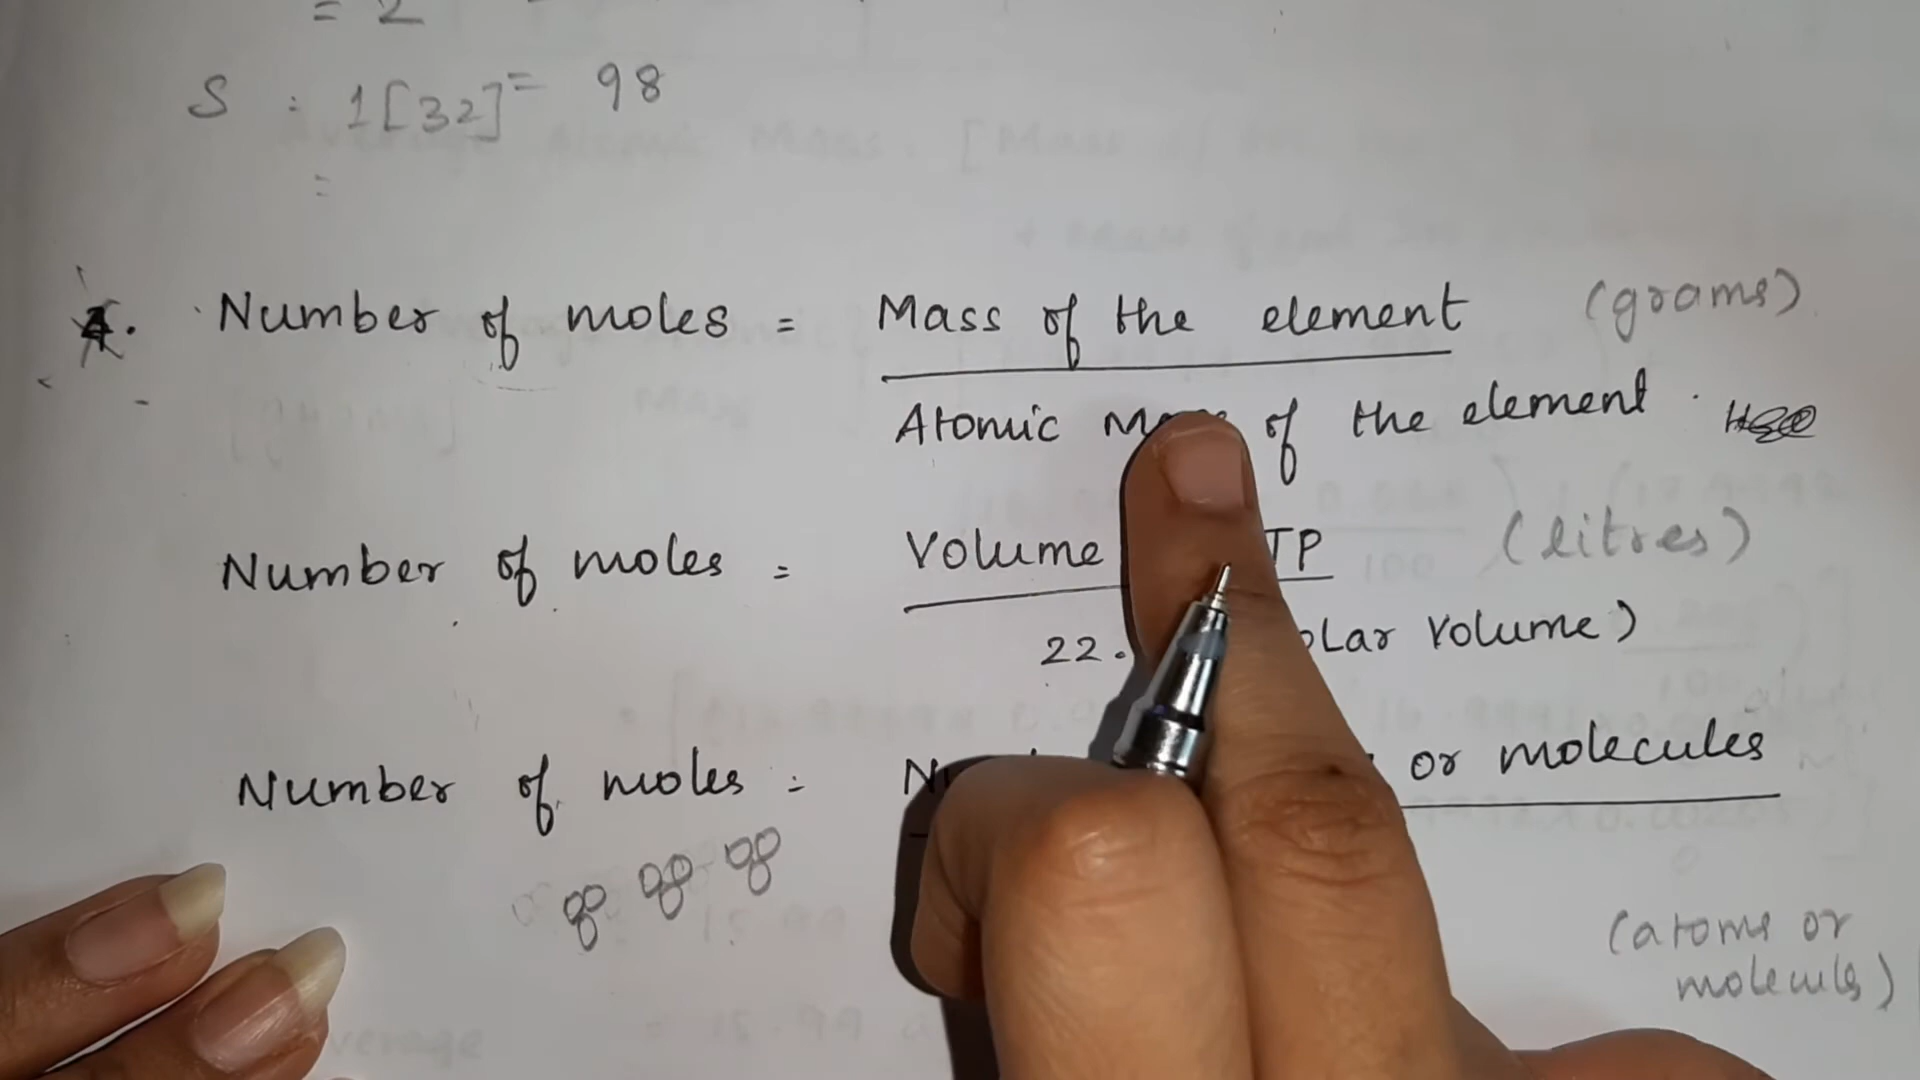 = 2
S : 1[32] = 98
=
4. Number of moles = Mass of the element (grams)
Atomic of the element.
Number of moles = Volume TP (litres)
22. olar Volume)
Number of moles = or molecules
(atoms or
molecules)